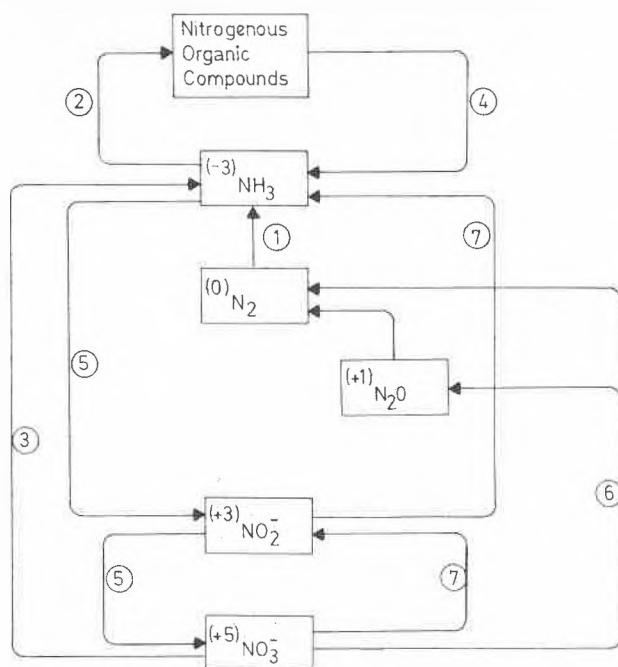 Nitrogenous
Organic
Compounds
② ④
(-3) NH₃
① ⑦
(0) N₂
⑤
(+1) N₂O
③ ⑥
(+3) NO₂⁻
⑤ ⑦
(+5) NO₃⁻